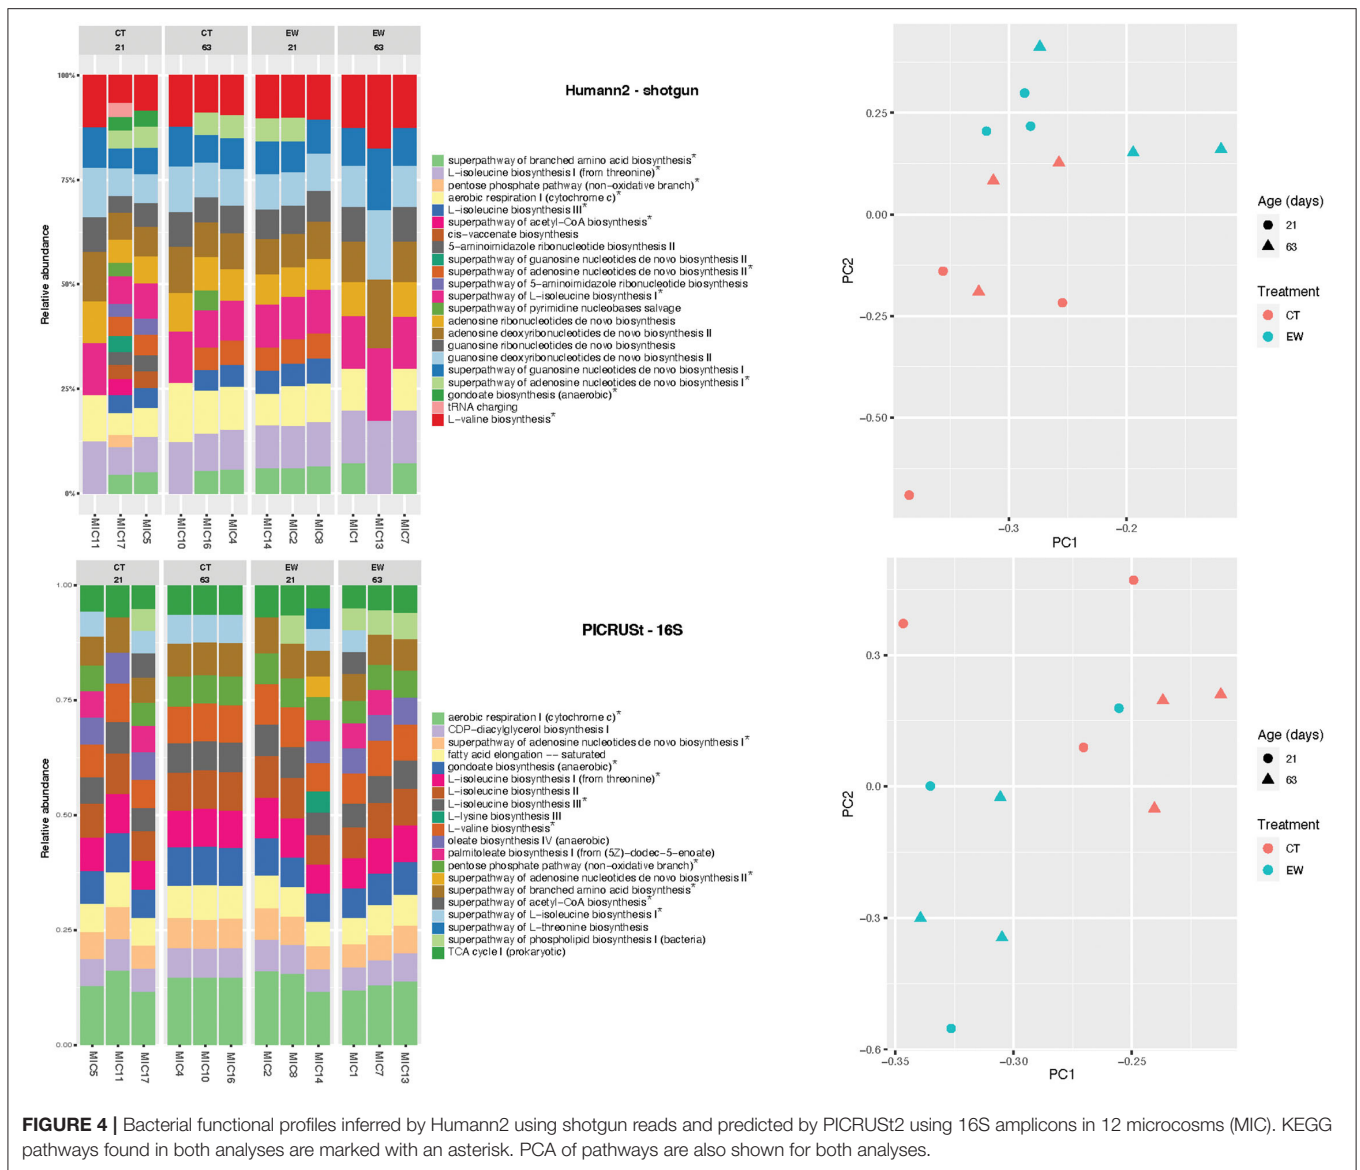 CT
CT
EW
EW
21
63
21
63
100%
75%
50%
25%
0%
Relative abundance
MIC11
MIC17
MIC5
MIC10
MIC16
MIC4
MIC14
MIC2
MIC8
MIC1
MIC13
MIC7
Humann2 - shotgun
superpathway of branched amino acid biosynthesis*
L-isoleucine biosynthesis I (from threonine)*
pentose phosphate pathway (non-oxidative branch)*
aerobic respiration I (cytochrome c)*
L-isoleucine biosynthesis III*
superpathway of acetyl-CoA biosynthesis*
cis-vaccenate biosynthesis
5-aminoimidazole ribonucleotide biosynthesis II
superpathway of guanosine nucleotides de novo biosynthesis II
superpathway of adenosine nucleotides de novo biosynthesis II*
superpathway of 5-aminoimidazole ribonucleotide biosynthesis
superpathway of L-isoleucine biosynthesis I*
superpathway of pyrimidine nucleobases salvage
adenosine ribonucleotides de novo biosynthesis
adenosine deoxyribonucleotides de novo biosynthesis II
guanosine ribonucleotides de novo biosynthesis
guanosine deoxyribonucleotides de novo biosynthesis II
superpathway of guanosine nucleotides de novo biosynthesis I
superpathway of adenosine nucleotides de novo biosynthesis I*
gondoate biosynthesis (anaerobic)*
tRNA charging
L-valine biosynthesis*
0.25
0.00
-0.25
-0.50
PC2
-0.3
-0.2
PC1
Age (days)
21
63
Treatment
CT
EW
CT
CT
EW
EW
21
63
21
63
1.00
0.75
0.50
0.25
0.00
Relative abundance
MIC5
MIC11
MIC17
MIC4
MIC10
MIC16
MIC2
MIC8
MIC14
MIC1
MIC7
MIC13
PICRUSt - 16S
aerobic respiration I (cytochrome c)*
CDP-diacylglycerol biosynthesis I
superpathway of adenosine nucleotides de novo biosynthesis I*
fatty acid elongation -- saturated
gondoate biosynthesis (anaerobic)*
L-isoleucine biosynthesis I (from threonine)*
L-isoleucine biosynthesis II
L-isoleucine biosynthesis III*
L-lysine biosynthesis III
L-valine biosynthesis*
oleate biosynthesis IV (anaerobic)
palmitoleate biosynthesis I (from (5Z)-dodec-5-enoate)
pentose phosphate pathway (non-oxidative branch)*
superpathway of adenosine nucleotides de novo biosynthesis II*
superpathway of branched amino acid biosynthesis*
superpathway of acetyl-CoA biosynthesis*
superpathway of L-isoleucine biosynthesis I*
superpathway of L-threonine biosynthesis
superpathway of phospholipid biosynthesis I (bacteria)
TCA cycle I (prokaryotic)
0.3
0.0
-0.3
-0.6
PC2
-0.35
-0.30
-0.25
PC1
Age (days)
21
63
Treatment
CT
EW
FIGURE 4 | Bacterial functional profiles inferred by Humann2 using shotgun reads and predicted by PICRUSt2 using 16S amplicons in 12 microcosms (MIC). KEGG
pathways found in both analyses are marked with an asterisk. PCA of pathways are also shown for both analyses.